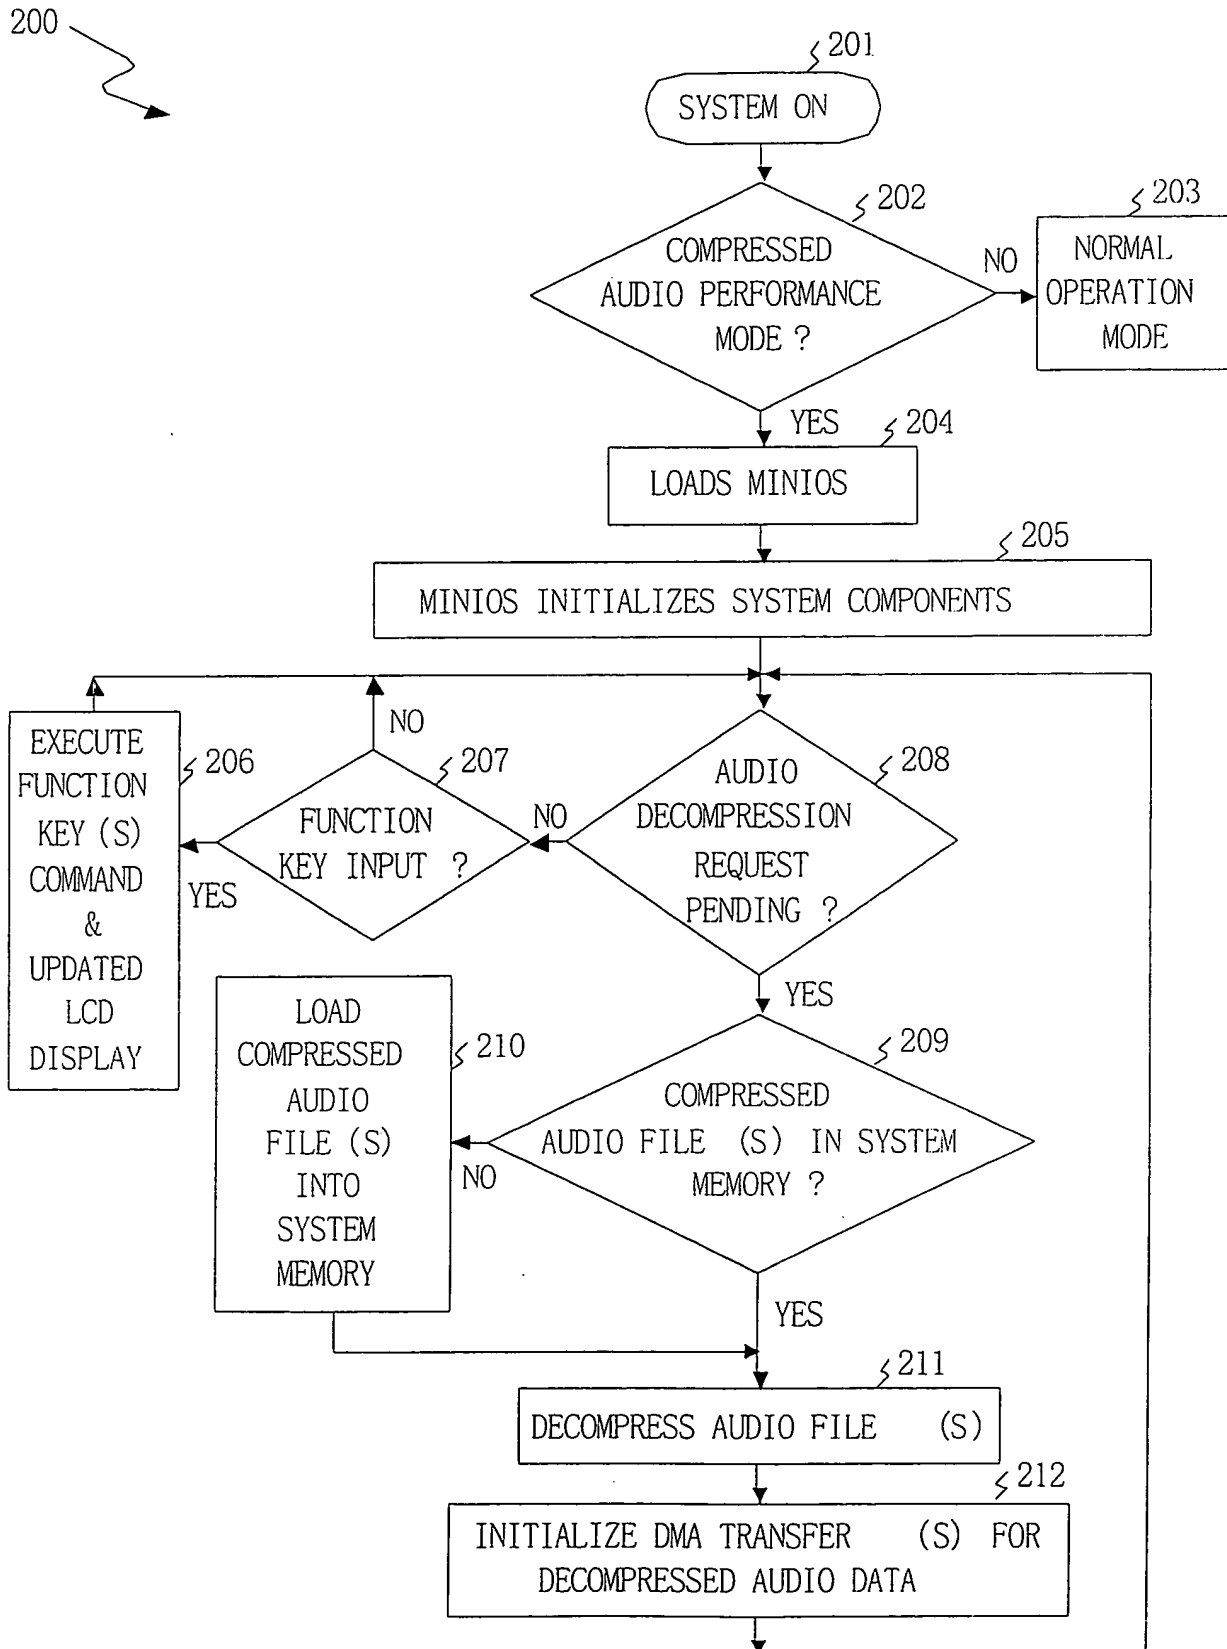 200
201
SYSTEM ON
202
COMPRESSED
AUDIO PERFORMANCE
MODE ?
NO
203
NORMAL
OPERATION
MODE
YES
204
LOADS MINIOS
205
MINIOS INITIALIZES SYSTEM COMPONENTS
EXECUTE
FUNCTION
KEY (S)
COMMAND
&
UPDATED
LCD
DISPLAY
206
NO
207
FUNCTION
KEY INPUT ?
YES
NO
208
AUDIO
DECOMPRESSION
REQUEST
PENDING ?
YES
209
COMPRESSED
AUDIO FILE (S) IN SYSTEM
MEMORY ?
NO
210
LOAD
COMPRESSED
AUDIO
FILE (S)
INTO
SYSTEM
MEMORY
YES
211
DECOMPRESS AUDIO FILE (S)
212
INITIALIZE DMA TRANSFER (S) FOR
DECOMPRESSED AUDIO DATA